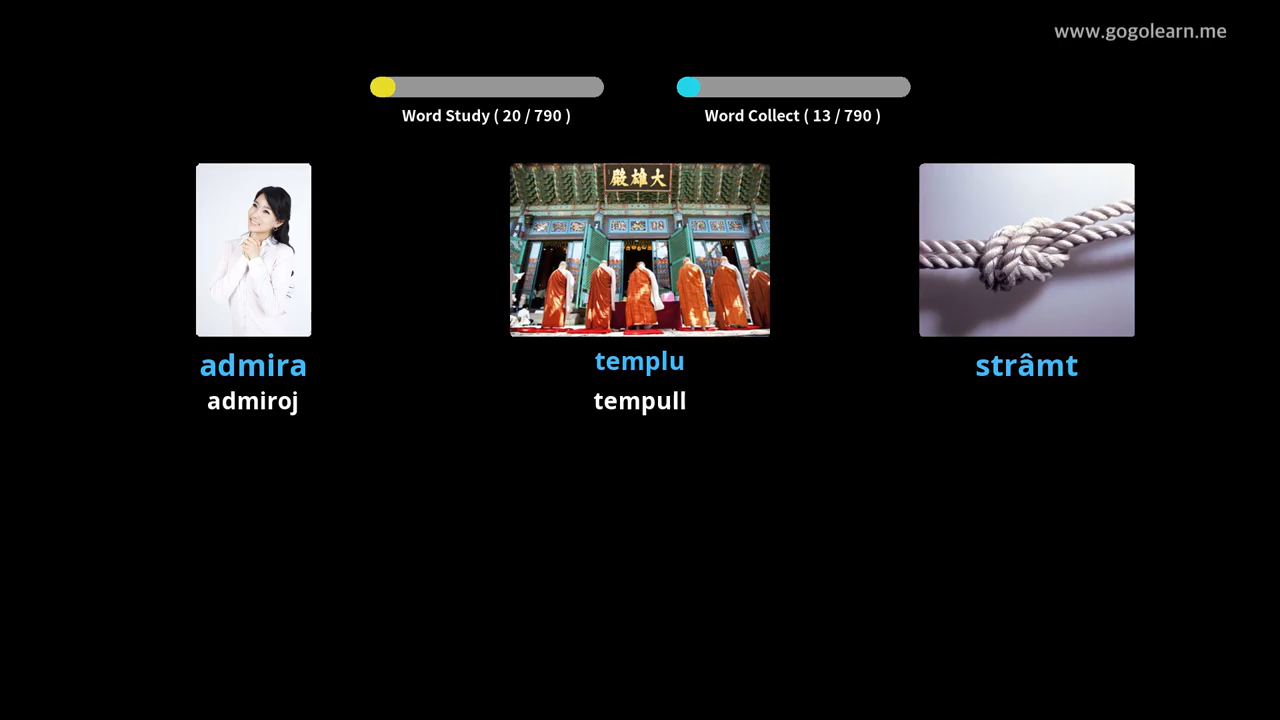 www.gogolearn.me
Word Study ( 20 / 790 )
Word Collect ( 13 / 790 )
大雄殿
admira
templu
strâmt
admiroj
tempull